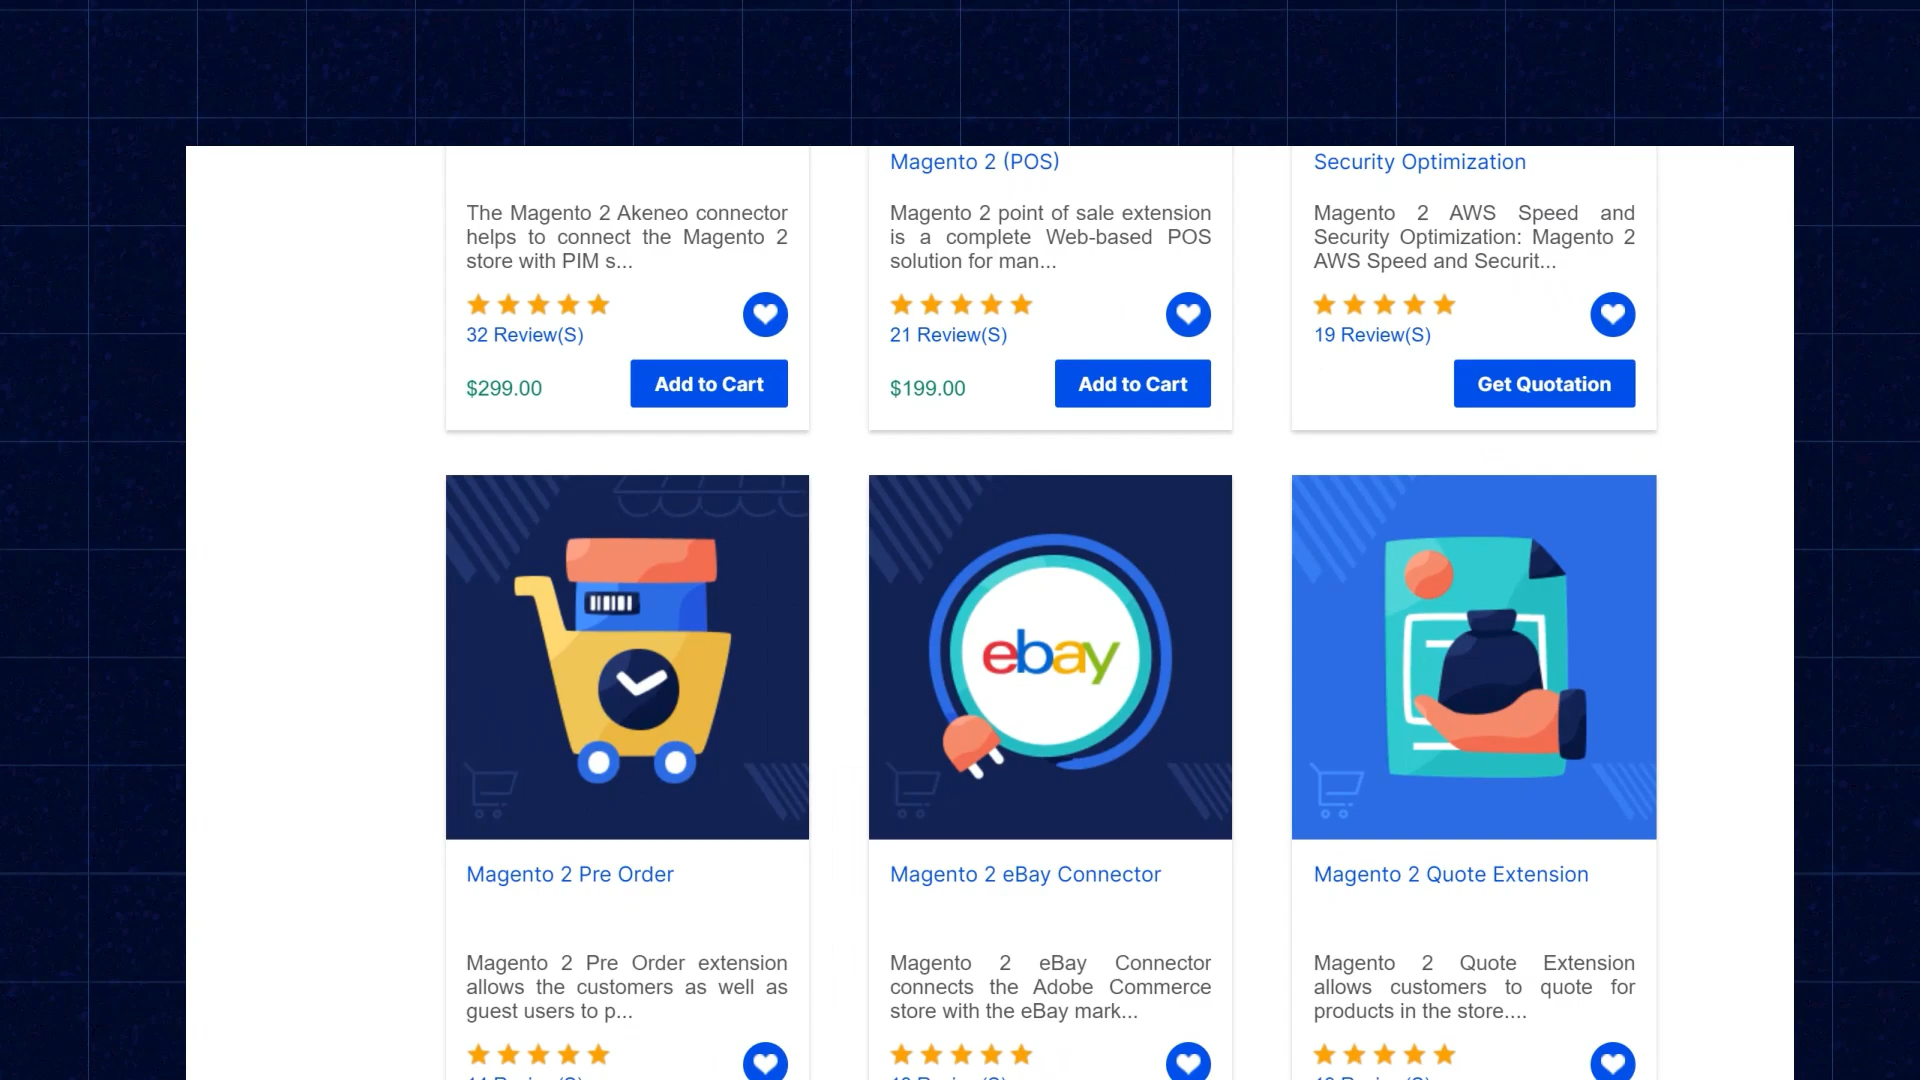 Magento 2 (POS)
Security Optimization
The Magento 2 Akeneo connector
helps to connect the Magento 2
store with PIM s...
Magento 2 point of sale extension
is a complete Web-based POS
solution for man...
Magento 2 AWS Speed and
Security Optimization: Magento 2
AWS Speed and Securit...
32 Review(S)
21 Review(S)
19 Review(S)
$299.00
Add to Cart
$199.00
Add to Cart
Get Quotation
ebay
Magento 2 Pre Order
Magento 2 eBay Connector
Magento 2 Quote Extension
Magento 2 Pre Order extension
allows the customers as well as
guest users to p...
Magento 2 eBay Connector
connects the Adobe Commerce
store with the eBay mark...
Magento 2 Quote Extension
allows customers to quote for
products in the store....